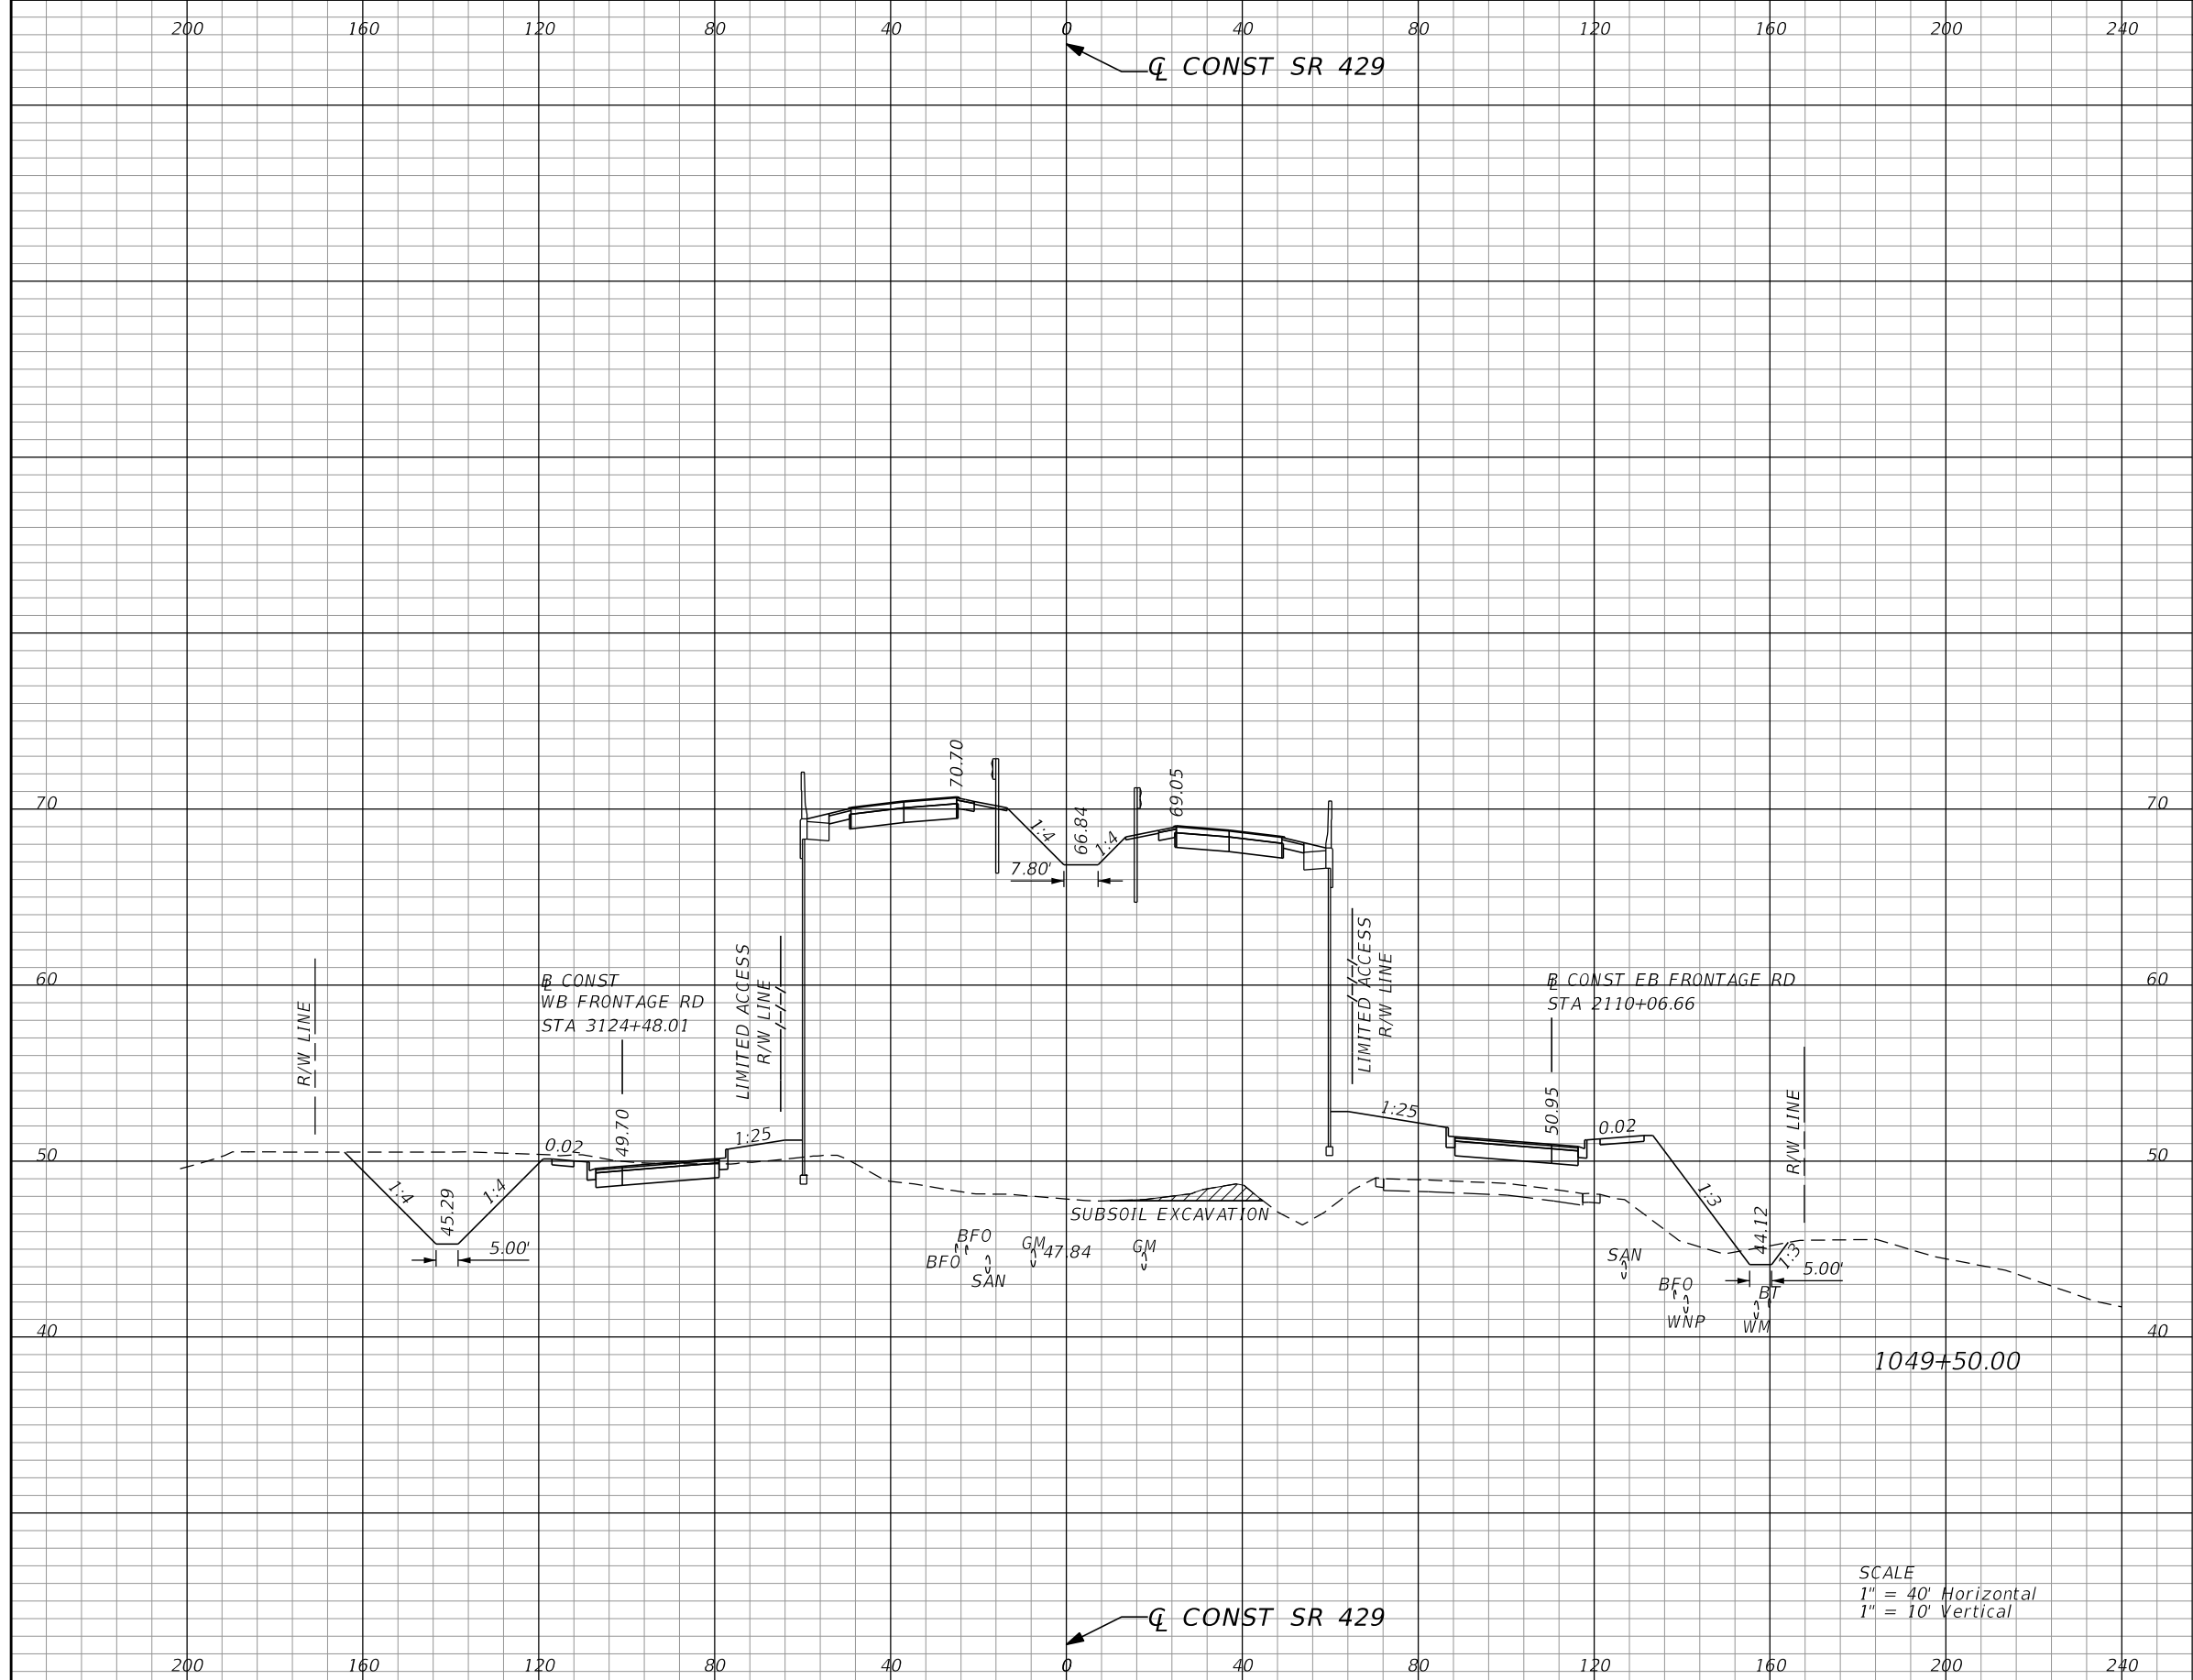 200 160 120 80 40 0 40 80 120 160 200 240
℄ CONST SR 429
70.70
69.05
70
70
66.84
1:4
1:4
7.80'
LIMITED ACCESS
R/W LINE
LIMITED ACCESS
R/W LINE
60
60
℔ CONST
WB FRONTAGE RD
STA 3124+48.01
℔ CONST EB FRONTAGE RD
STA 2110+06.66
R/W LINE
R/W LINE
49.70
50.95
1:25
1:25
0.02
0.02
50
50
1:4
45.29
1:4
5.00'
SUBSOIL EXCAVATION
BFO
BFO
SAN
GM
47.84
GM
1:3
44.12
1:3
5.00'
SAN
BFO
WNP
BT
WM
40
40
1049+50.00
SCALE
1" = 40' Horizontal
1" = 10' Vertical
℄ CONST SR 429
200 160 120 80 40 0 40 80 120 160 200 240